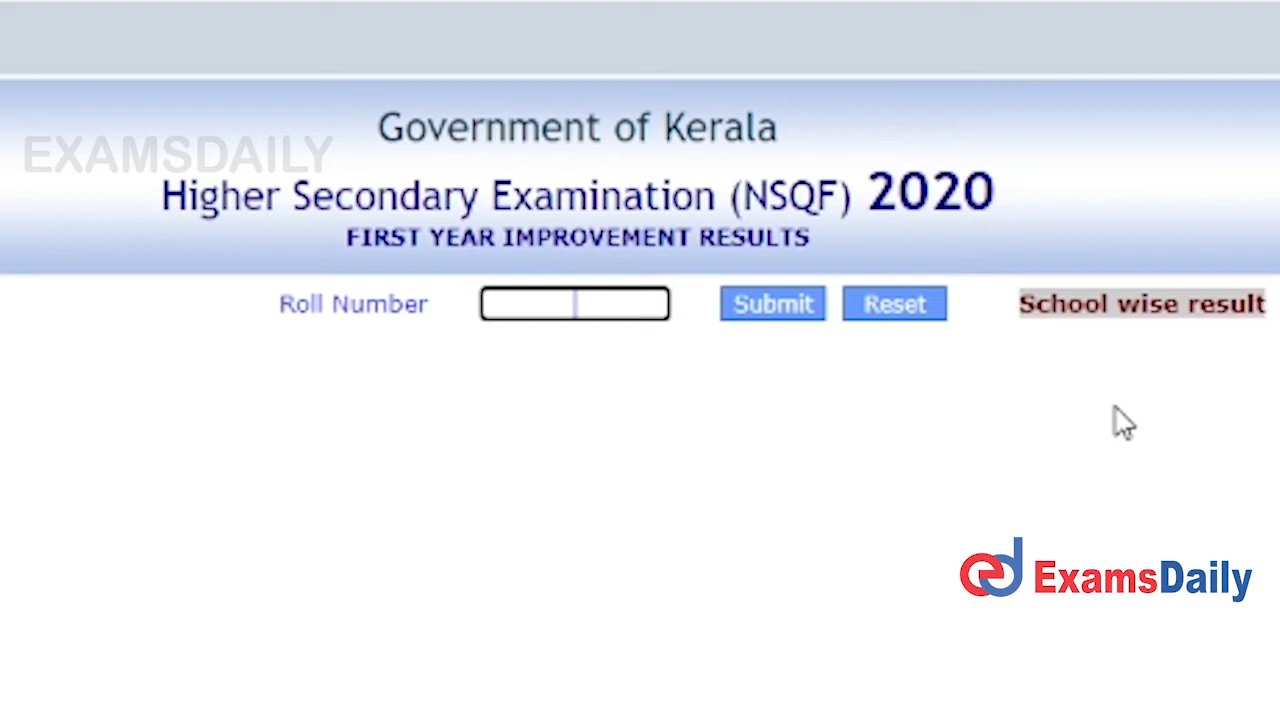 Government of Kerala
EXAMSDAILY
Higher Secondary Examination (NSQF) 2020
FIRST YEAR IMPROVEMENT RESULTS
Roll Number Submit Reset School wise result
ed ExamsDaily